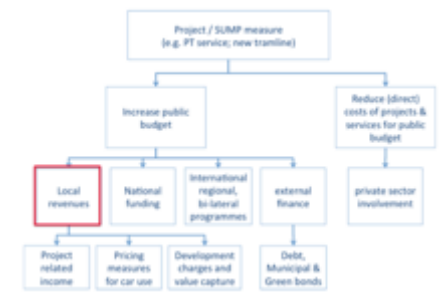 Project / SUMP measure
(e.g. PT service; new tramline)
Increase public
budget
Reduce (direct)
costs of projects &
services for public
budget
Local
revenues
National
funding
International
regional,
bi-lateral
programmes
external
finance
private sector
involvement
Project
related
income
Pricing
measures
for car use
Development
charges and
value capture
Debt,
Municipal &
Green bonds